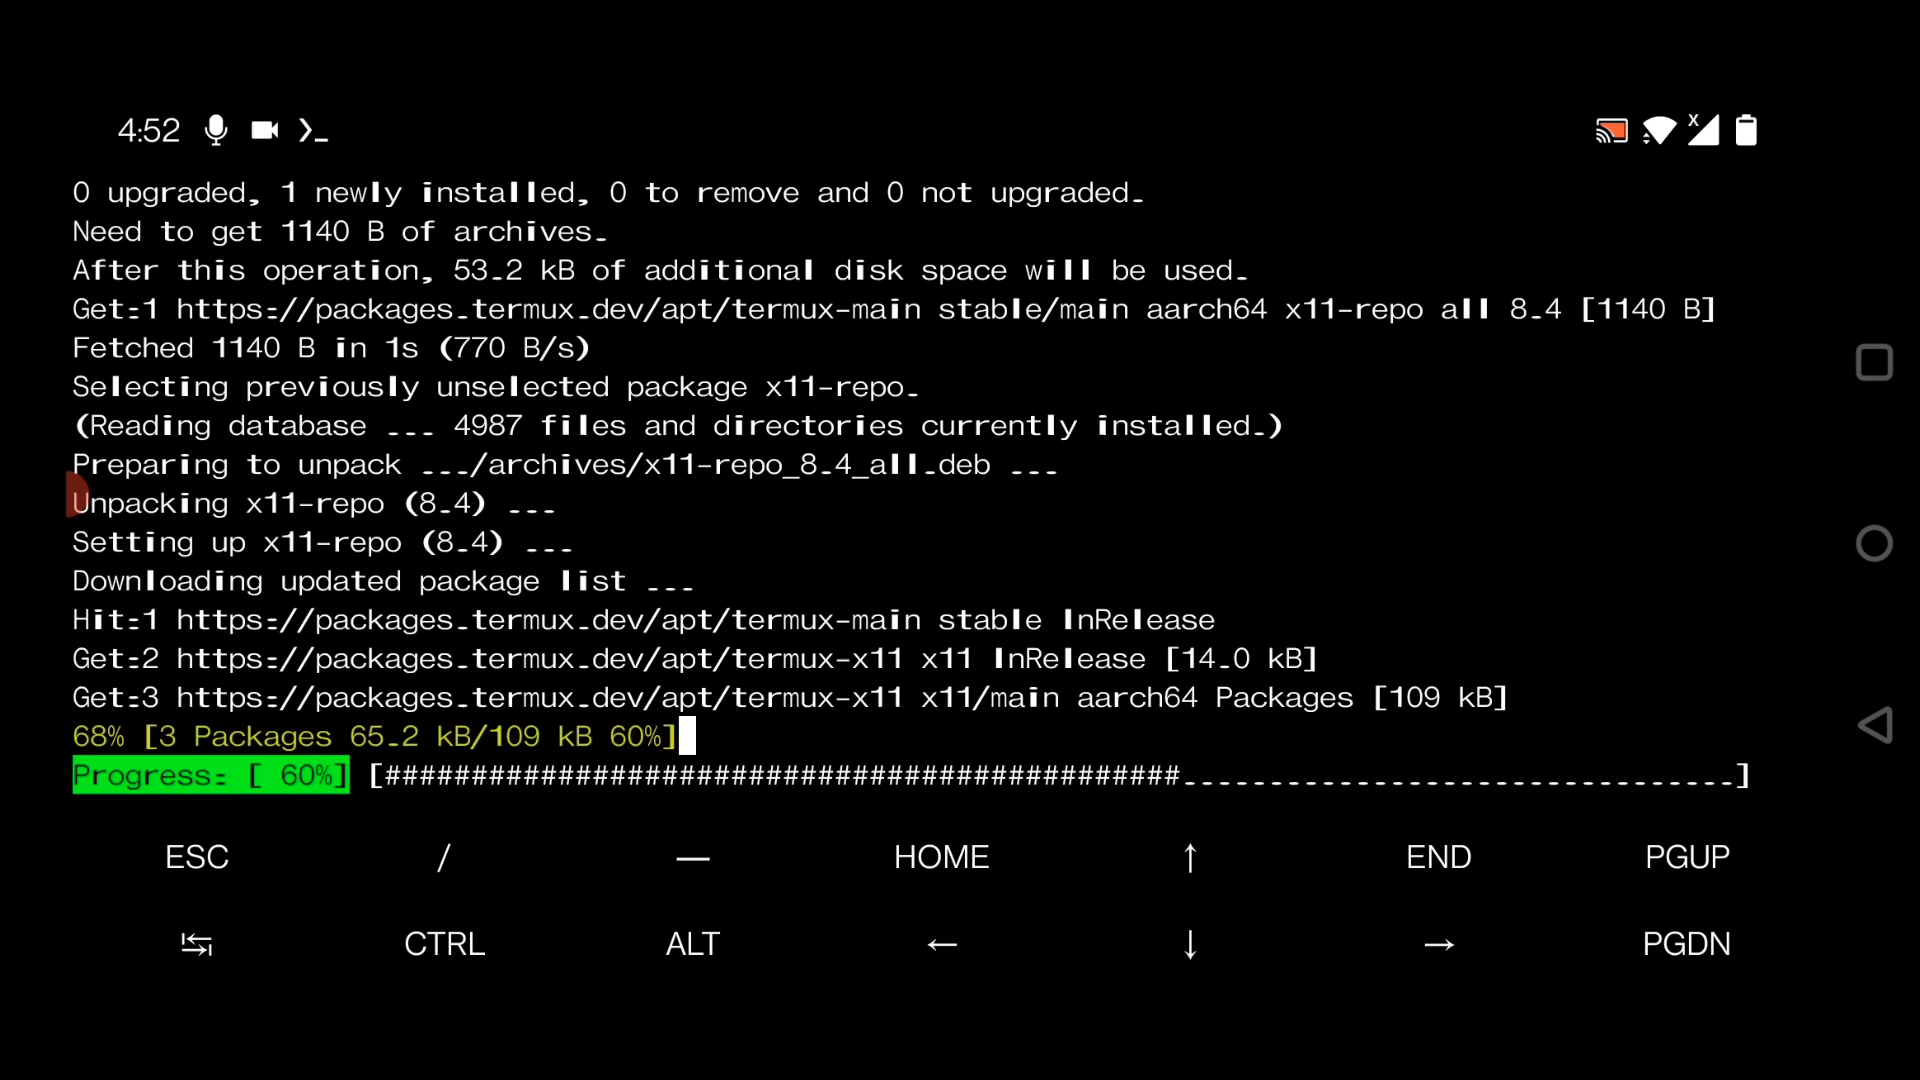 4:52
0 upgraded, 1 newly installed, 0 to remove and 0 not upgraded.
Need to get 1140 B of archives.
After this operation, 53.2 kB of additional disk space will be used.
Get:1 https://packages.termux.dev/apt/termux-main stable/main aarch64 x11-repo all 8.4 [1140 B]
Fetched 1140 B in 1s (770 B/s)
Selecting previously unselected package x11-repo.
(Reading database ... 4987 files and directories currently installed.)
Preparing to unpack .../archives/x11-repo_8.4_all.deb ...
Unpacking x11-repo (8.4) ...
Setting up x11-repo (8.4) ...
Downloading updated package list ...
Hit:1 https://packages.termux.dev/apt/termux-main stable InRelease
Get:2 https://packages.termux.dev/apt/termux-x11 x11 InRelease [14.0 kB]
Get:3 https://packages.termux.dev/apt/termux-x11 x11/main aarch64 Packages [109 kB]
68% [3 Packages 65.2 kB/109 kB 60%]
Progress: [ 60%] [##############################################................................]
ESC / — HOME ↑ END PGUP
↹ CTRL ALT ← ↓ → PGDN